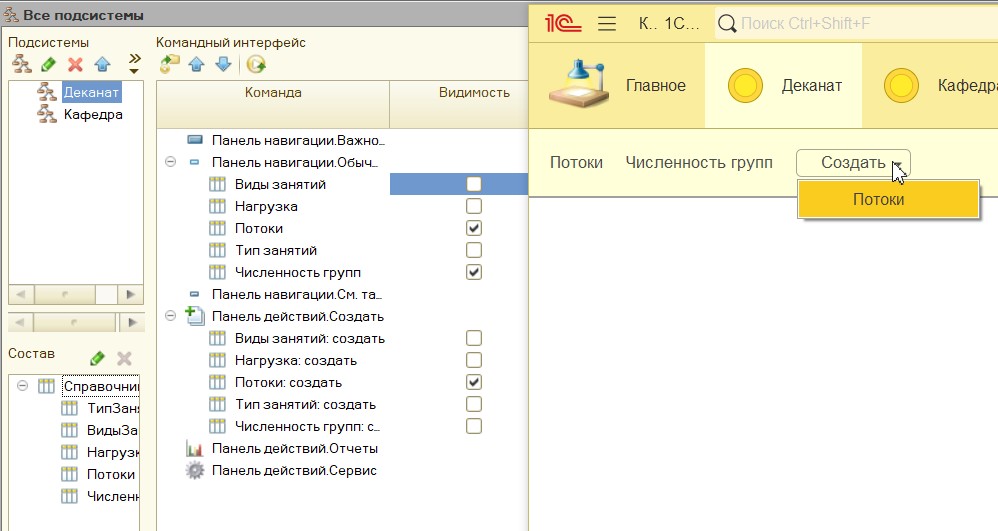 Все подсистемы
Подсистемы
Деканат
Кафедра
Состав
Справочни
ТипЗан
ВидыЗа
Нагрузк
Потоки
Числен
Командный интерфейс
Команда Видимость
Панель навигации.Важно...
Панель навигации.Обыч...
Виды занятий
Нагрузка
Потоки
Тип занятий
Численность групп
Панель навигации.См. та...
Панель действий.Создать
Виды занятий: создать
Нагрузка: создать
Потоки: создать
Тип занятий: создать
Численность групп: с...
Панель действий.Отчеты
Панель действий.Сервис
1С К.. 1С... Поиск Ctrl+Shift+F
Главное Деканат Кафедра
Потоки Численность групп Создать
Потоки